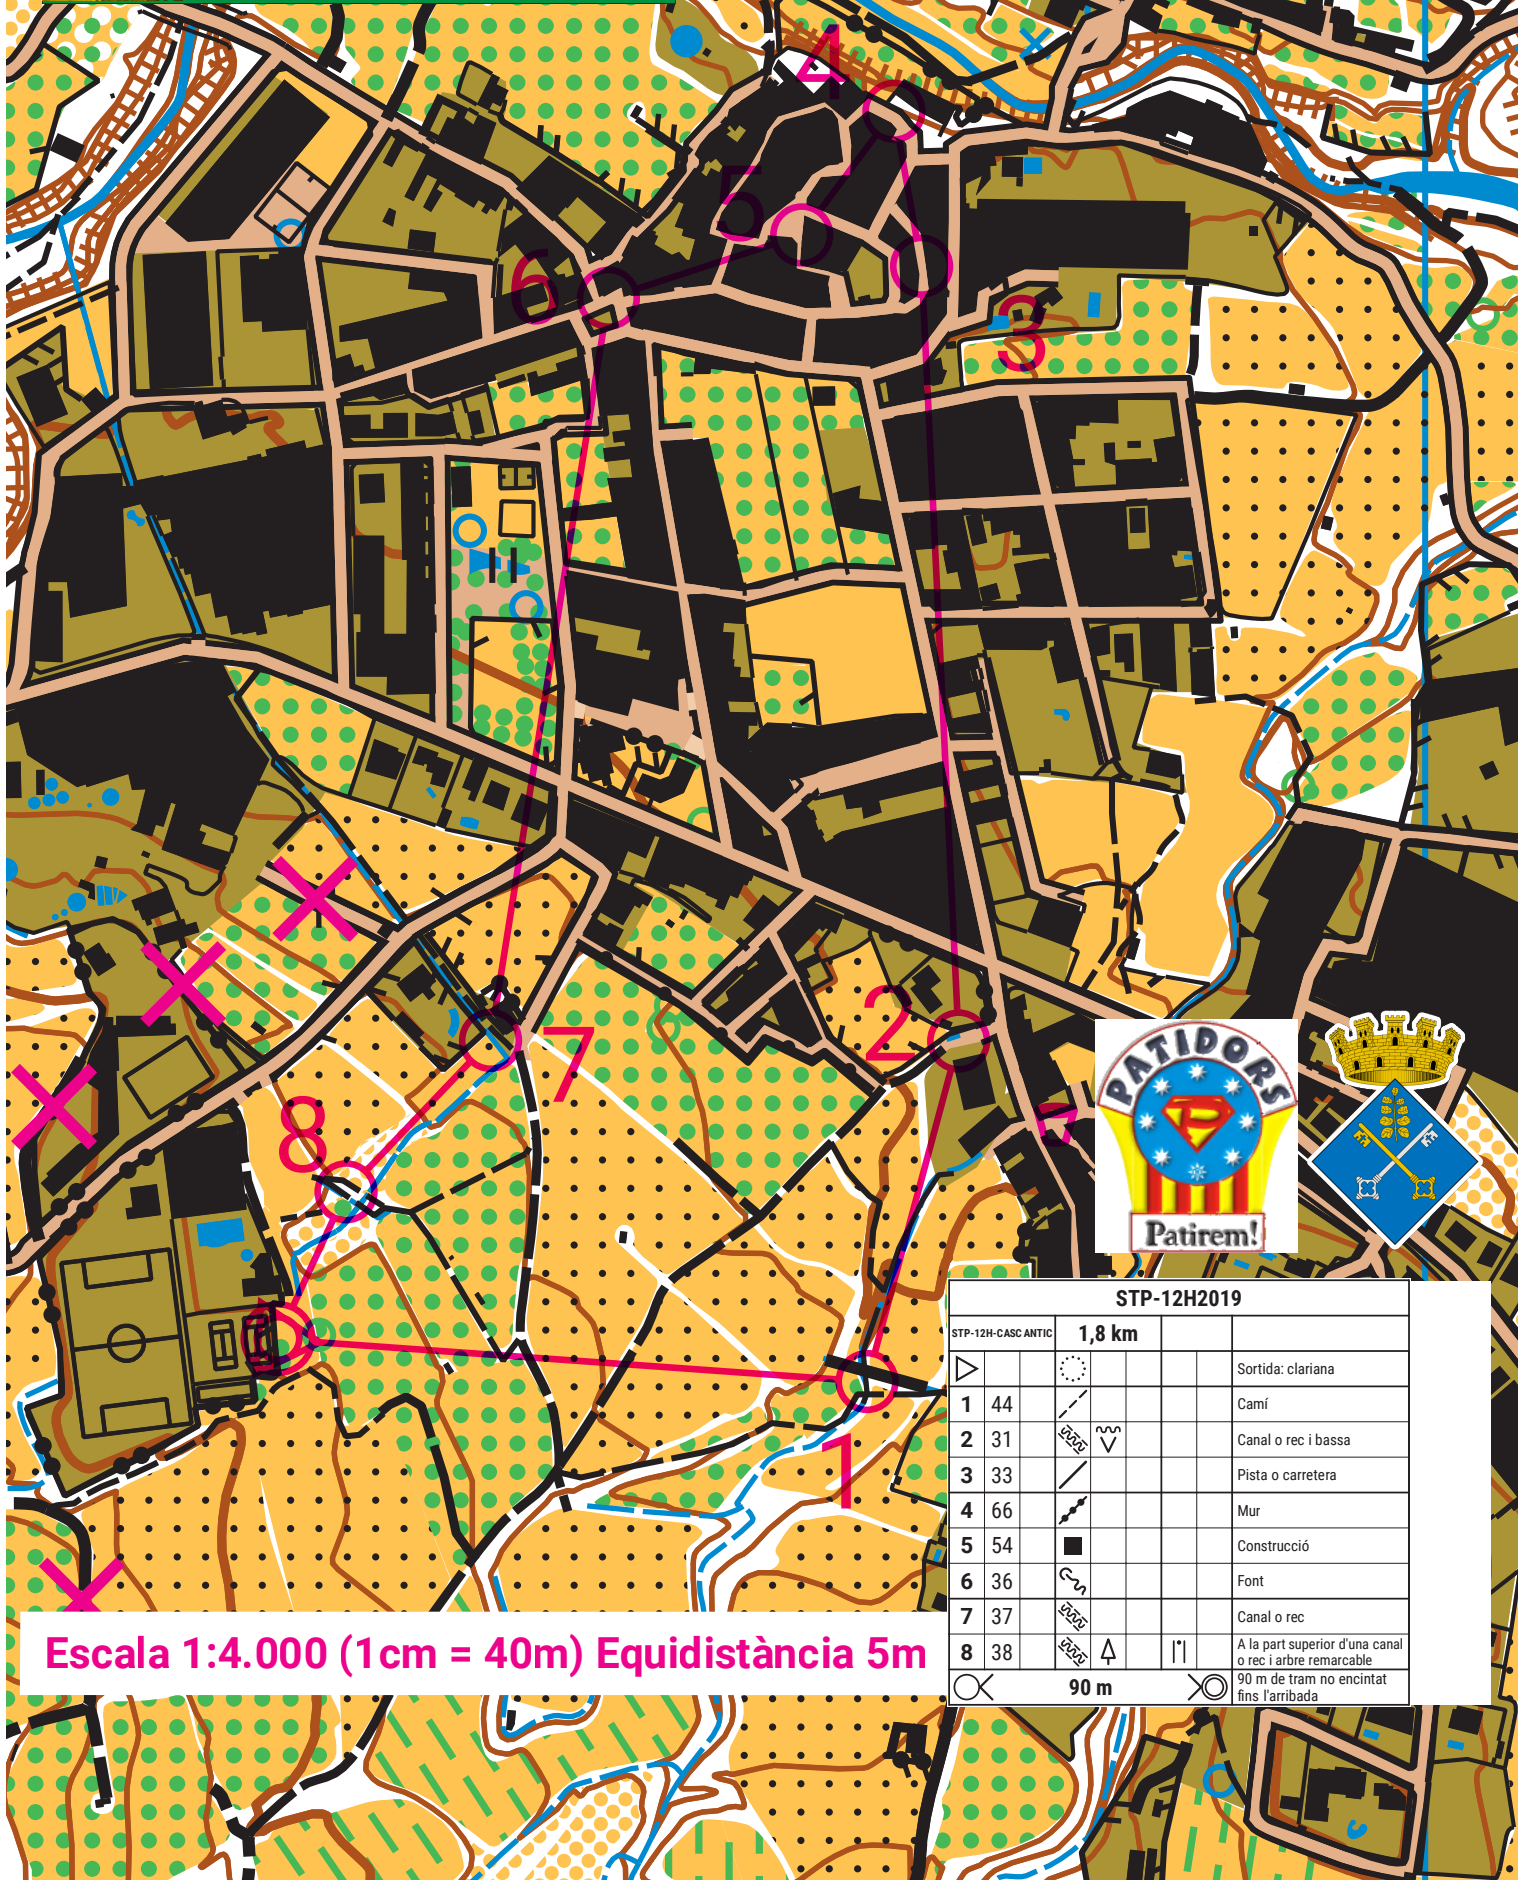 4
5
6
3
2
7
8
1
PATIDORS
Patirem!
STP-12H2019
STP-12H-CASC ANTIC 1,8 km
Sortida: clariana
1 44 Camí
2 31 Canal o rec i bassa
3 33 Pista o carretera
4 66 Mur
5 54 Construcció
6 36 Font
7 37 Canal o rec
8 38 A la part superior d'una canal
o rec i arbre remarcable
90 m 90 m de tram no encintat
fins l'arribada
Escala 1:4.000 (1cm = 40m) Equidistància 5m